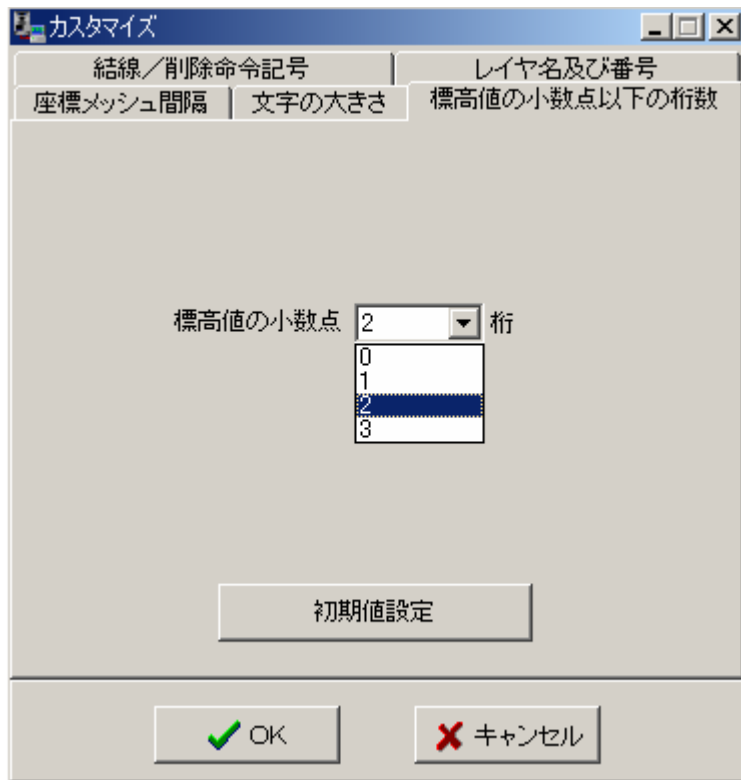 カスタマイズ
結線／削除命令記号
レイヤ名及び番号
座標メッシュ間隔
文字の大きさ
標高値の小数点以下の桁数
標高値の小数点 2 桁
0
1
2
3
初期値設定
OK
キャンセル